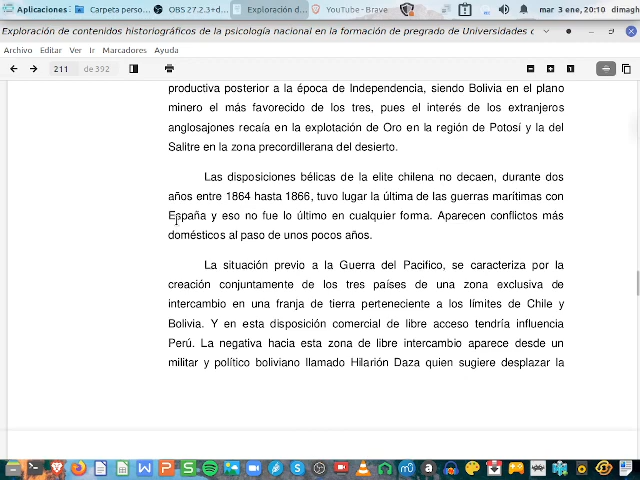 Aplicaciones
Carpeta perso...
OBS 27.2.3+d...
Exploración d...
YouTube - Brave
mar 3 ene, 20:10
dimagh
Exploración de contenidos historiográficos de la psicología nacional en la formación de pregrado de Universidades c
Archivo Editar Ver Ir Marcadores Ayuda
211 de 392
productiva posterior a la época de Independencia, siendo Bolivia en el plano
minero el más favorecido de los tres, pues el interés de los extranjeros
anglosajones recaía en la explotación de Oro en la región de Potosí y la del
Salitre en la zona precordillerana del desierto.
Las disposiciones bélicas de la elite chilena no decaen, durante dos
años entre 1864 hasta 1866, tuvo lugar la última de las guerras marítimas con
España y eso no fue lo último en cualquier forma. Aparecen conflictos más
domésticos al paso de unos pocos años.
La situación previo a la Guerra del Pacifico, se caracteriza por la
creación conjuntamente de los tres países de una zona exclusiva de
intercambio en una franja de tierra perteneciente a los límites de Chile y
Bolivia. Y en esta disposición comercial de libre acceso tendría influencia
Perú. La negativa hacia esta zona de libre intercambio aparece desde un
militar y político boliviano llamado Hilarión Daza quien sugiere desplazar la